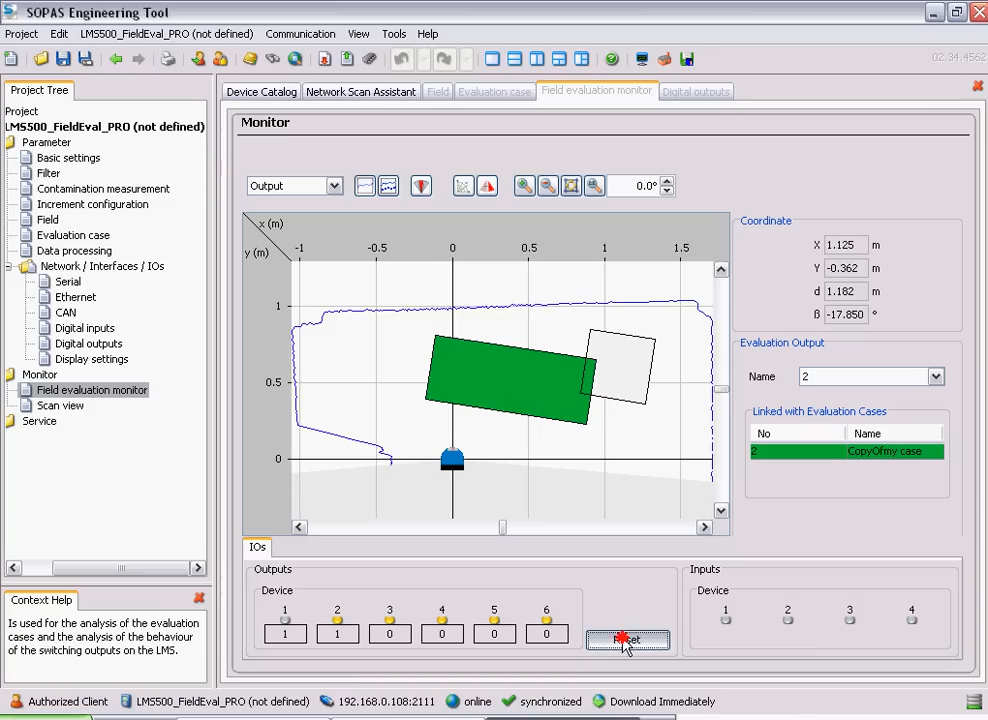 SOPAS Engineering Tool
Project Edit LMS500_FieldEval_PRO (not defined) Communication View Tools Help
02.34.4562
Project Tree
Device Catalog Network Scan Assistant Field Evaluation case Field evaluation monitor Digital outputs
Project
LMS500_FieldEval_PRO (not defined)
Parameter
Basic settings
Filter
Contamination measurement
Increment configuration
Field
Evaluation case
Data processing
Network / Interfaces / IOs
Serial
Ethernet
CAN
Digital inputs
Digital outputs
Display settings
Monitor
Field evaluation monitor
Scan view
Service
Context Help
Is used for the analysis of the evaluation
cases and the analysis of the behaviour
of the switching outputs on the LMS.
Monitor
Output
0.0°
x (m)
y (m)
-1 -0.5 0 0.5 1 1.5
1
0.5
0
Coordinate
X 1.125 m
Y -0.362 m
d 1.182 m
ß -17.850 °
Evaluation Output
Name 2
Linked with Evaluation Cases
No Name
2 CopyOfmy case
IOs
Outputs
Device
1 2 3 4 5 6
1 1 0 0 0 0
Inputs
Device
1 2 3 4
Authorized Client LMS500_FieldEval_PRO (not defined) 192.168.0.108:2111 online synchronized Download Immediately